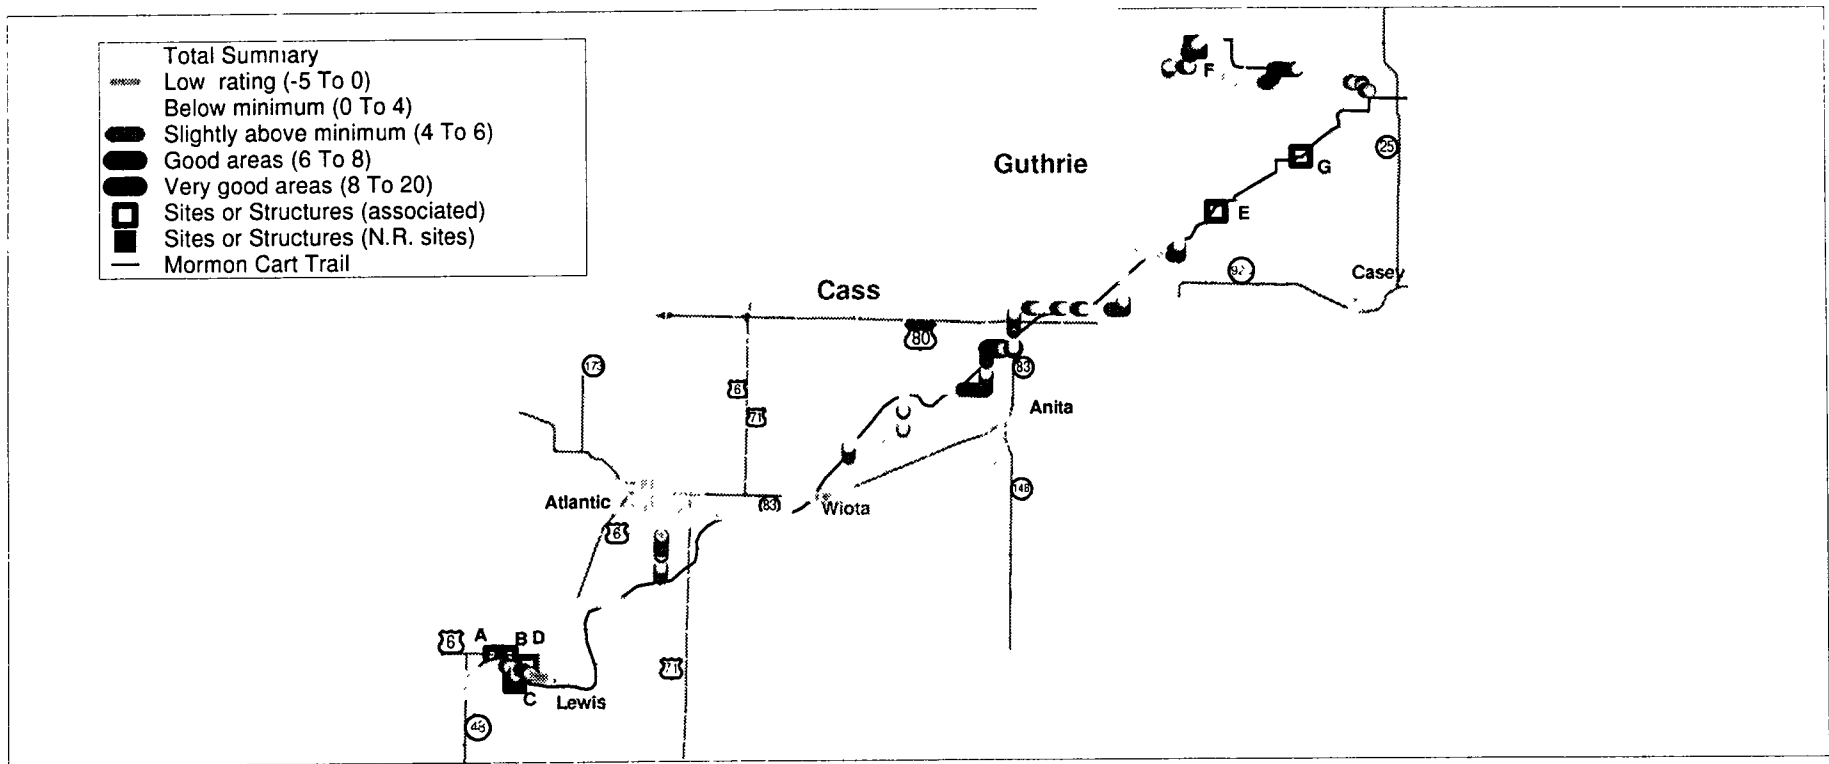 Total Summary
Low rating (-5 To 0)
Below minimum (0 To 4)
Slightly above minimum (4 To 6)
Good areas (6 To 8)
Very good areas (8 To 20)
Sites or Structures (associated)
Sites or Structures (N.R. sites)
Mormon Cart Trail
F
25
Guthrie
G
E
92
Casey
Cass
80
173
6
83
71
Anita
Atlantic
83
Wiota
148
6
6
A
B D
71
C
Lewis
48